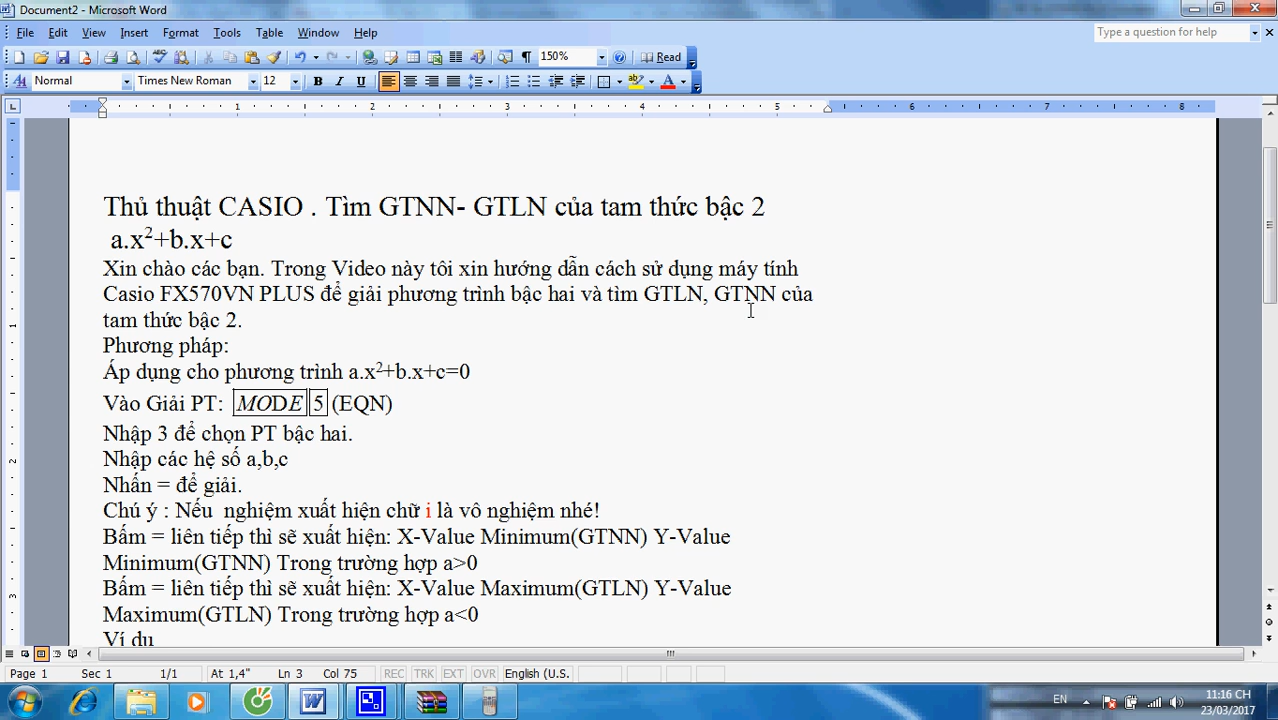 Document2 - Microsoft Word
File Edit View Insert Format Tools Table Window Help
Type a question for help
150%
Read
Normal Times New Roman 12 B I U
1 2 3 4 5 6 7 8
Thủ thuật CASIO . Tìm GTNN- GTLN của tam thức bậc 2
a.x²+b.x+c
Xin chào các bạn. Trong Video này tôi xin hướng dẫn cách sử dụng máy tính
Casio FX570VN PLUS để giải phương trình bậc hai và tìm GTLN, GTNN của
tam thức bậc 2.
Phương pháp:
Áp dụng cho phương trình a.x²+b.x+c=0
Vào Giải PT: MODE 5 (EQN)
Nhập 3 để chọn PT bậc hai.
Nhập các hệ số a,b,c
Nhấn = để giải.
Chú ý : Nếu nghiệm xuất hiện chữ i là vô nghiệm nhé!
Bấm = liên tiếp thì sẽ xuất hiện: X-Value Minimum(GTNN) Y-Value
Minimum(GTNN) Trong trường hợp a>0
Bấm = liên tiếp thì sẽ xuất hiện: X-Value Maximum(GTLN) Y-Value
Maximum(GTLN) Trong trường hợp a<0
Ví dụ
Page 1 Sec 1 1/1 At 1,4" Ln 3 Col 75 REC TRK EXT OVR English (U.S.
EN
11:16 CH
23/03/2017